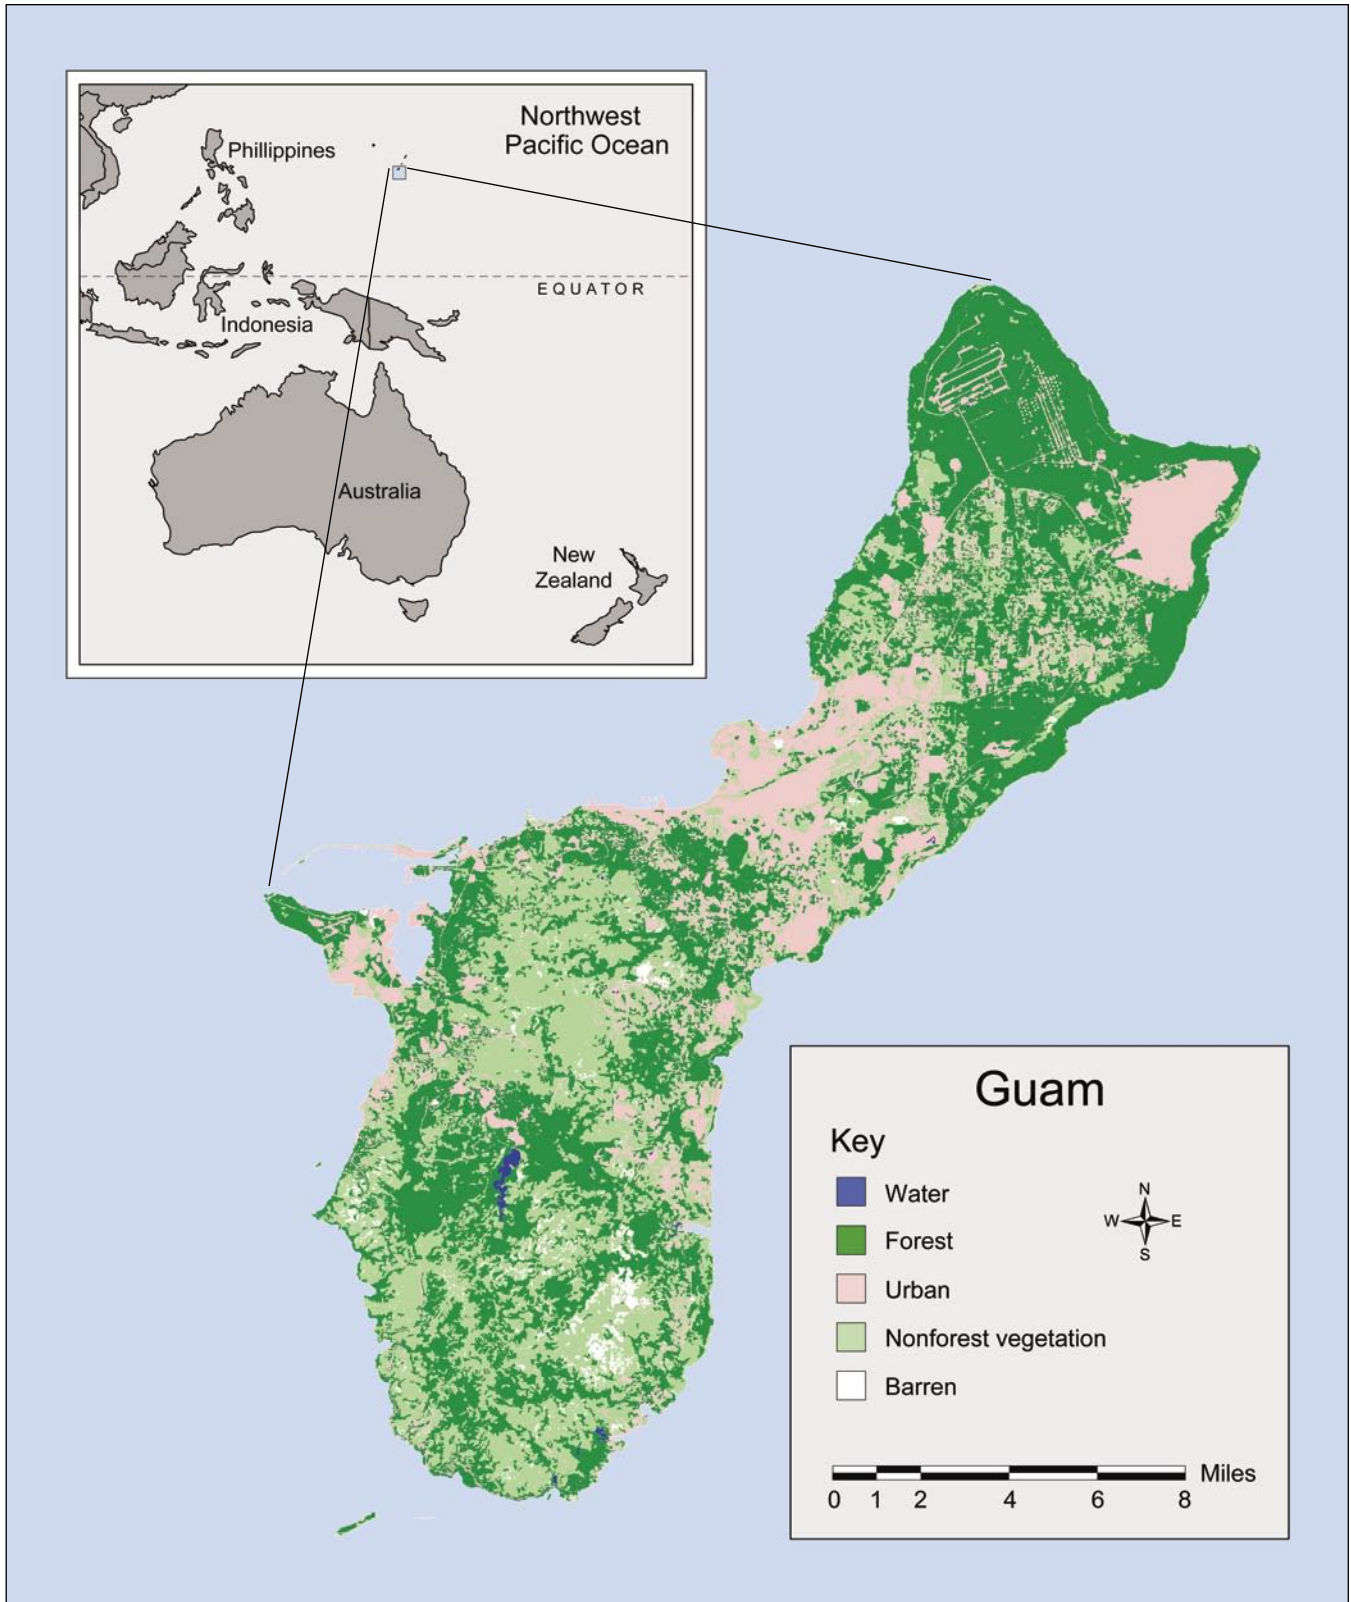 Northwest
Pacific Ocean
Phillippines
EQUATOR
Indonesia
Australia
New
Zealand
Guam
Key
Water
Forest
Urban
Nonforest vegetation
Barren
N
W E
S
Miles
0 1 2 4 6 8